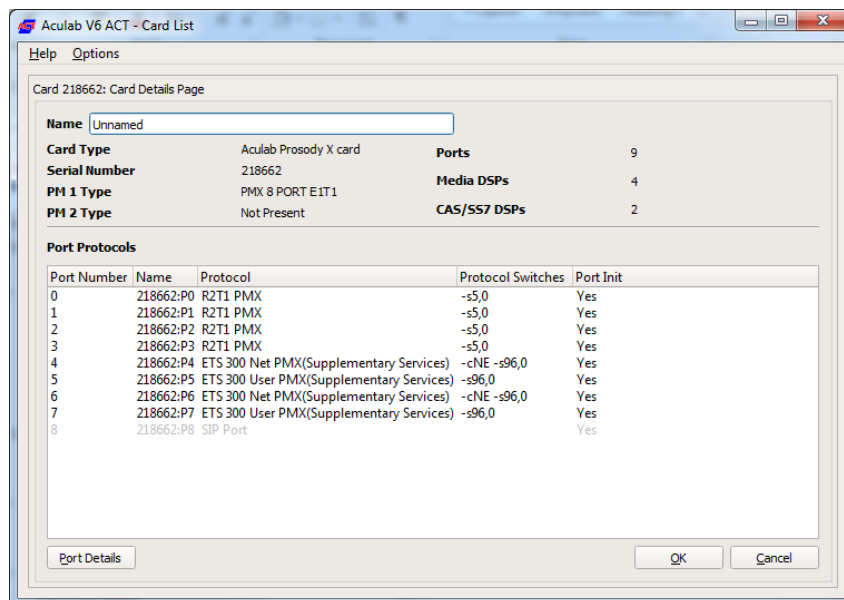 Aculab V6 ACT - Card List
Help Options
Card 218662: Card Details Page
Name Unnamed
Card Type Aculab Prosody X card Ports 9
Serial Number 218662
Media DSPs 4
PM 1 Type PMX 8 PORT E1T1
PM 2 Type Not Present CAS/SS7 DSPs 2
Port Protocols
Port Number Name Protocol Protocol Switches Port Init
0 218662:P0 R2T1 PMX -s5,0 Yes
1 218662:P1 R2T1 PMX -s5,0 Yes
2 218662:P2 R2T1 PMX -s5,0 Yes
3 218662:P3 R2T1 PMX -s5,0 Yes
4 218662:P4 ETS 300 Net PMX(Supplementary Services) -cNE -s96,0 Yes
5 218662:P5 ETS 300 User PMX(Supplementary Services) -s96,0 Yes
6 218662:P6 ETS 300 Net PMX(Supplementary Services) -cNE -s96,0 Yes
7 218662:P7 ETS 300 User PMX(Supplementary Services) -s96,0 Yes
8 218662:P8 SIP Port Yes
Port Details OK Cancel